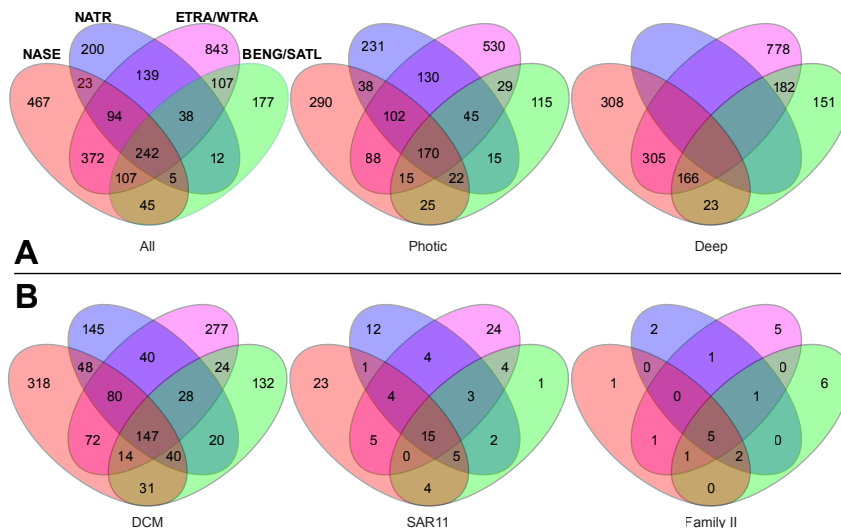 NATR ETRA/WTRA
200 843 231 530 778
NASE BENG/SATL
23 139 107 38 130 29 182
467 177 290 115 308 151
94 38 102 45
372 242 12 88 170 15 305
107 5 15 22 166
45 25 23
A All Photic Deep
B
145 277 12 24 2 5
48 40 24 1 4 4 0 1 0
318 132 23 1 1 6
80 28 4 3 0 1
72 147 20 5 15 2 1 5 0
14 40 0 5 1 2
31 4 0
DCM SAR11 Family II